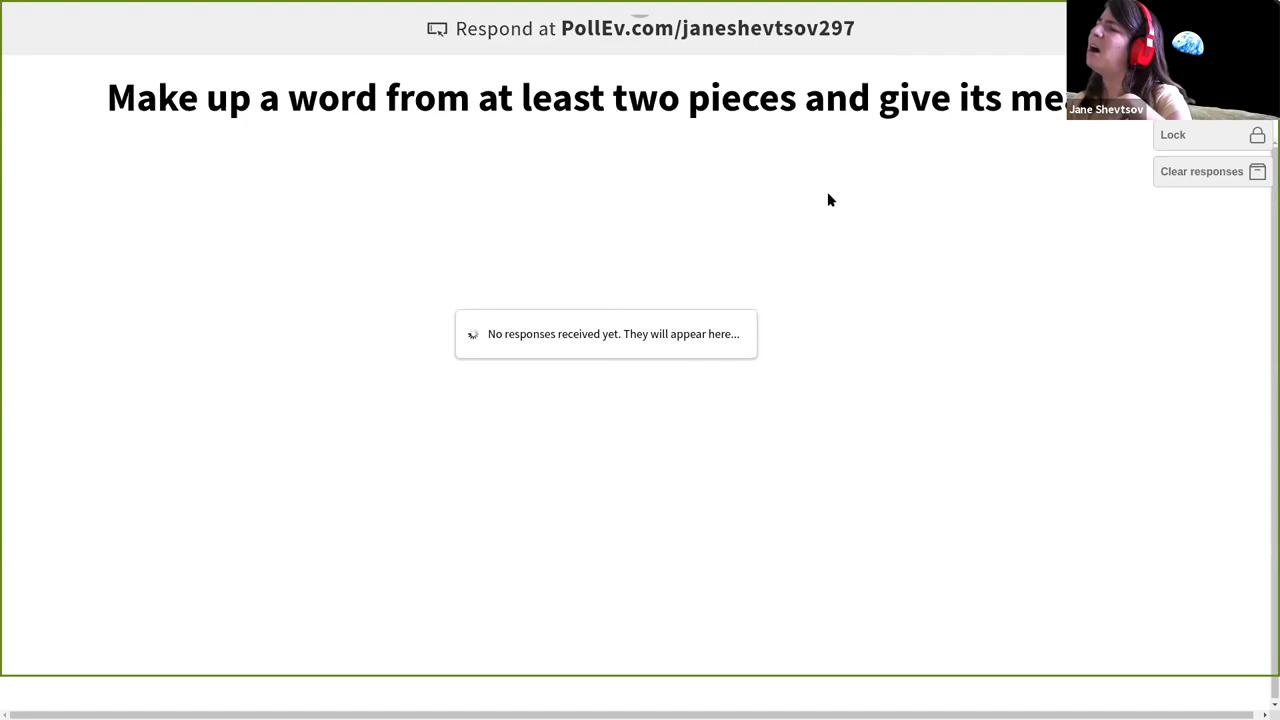 Respond at PollEv.com/janeshevtsov297
Make up a word from at least two pieces and give its
Jane Shevtsov
Lock
Clear responses
No responses received yet. They will appear here...